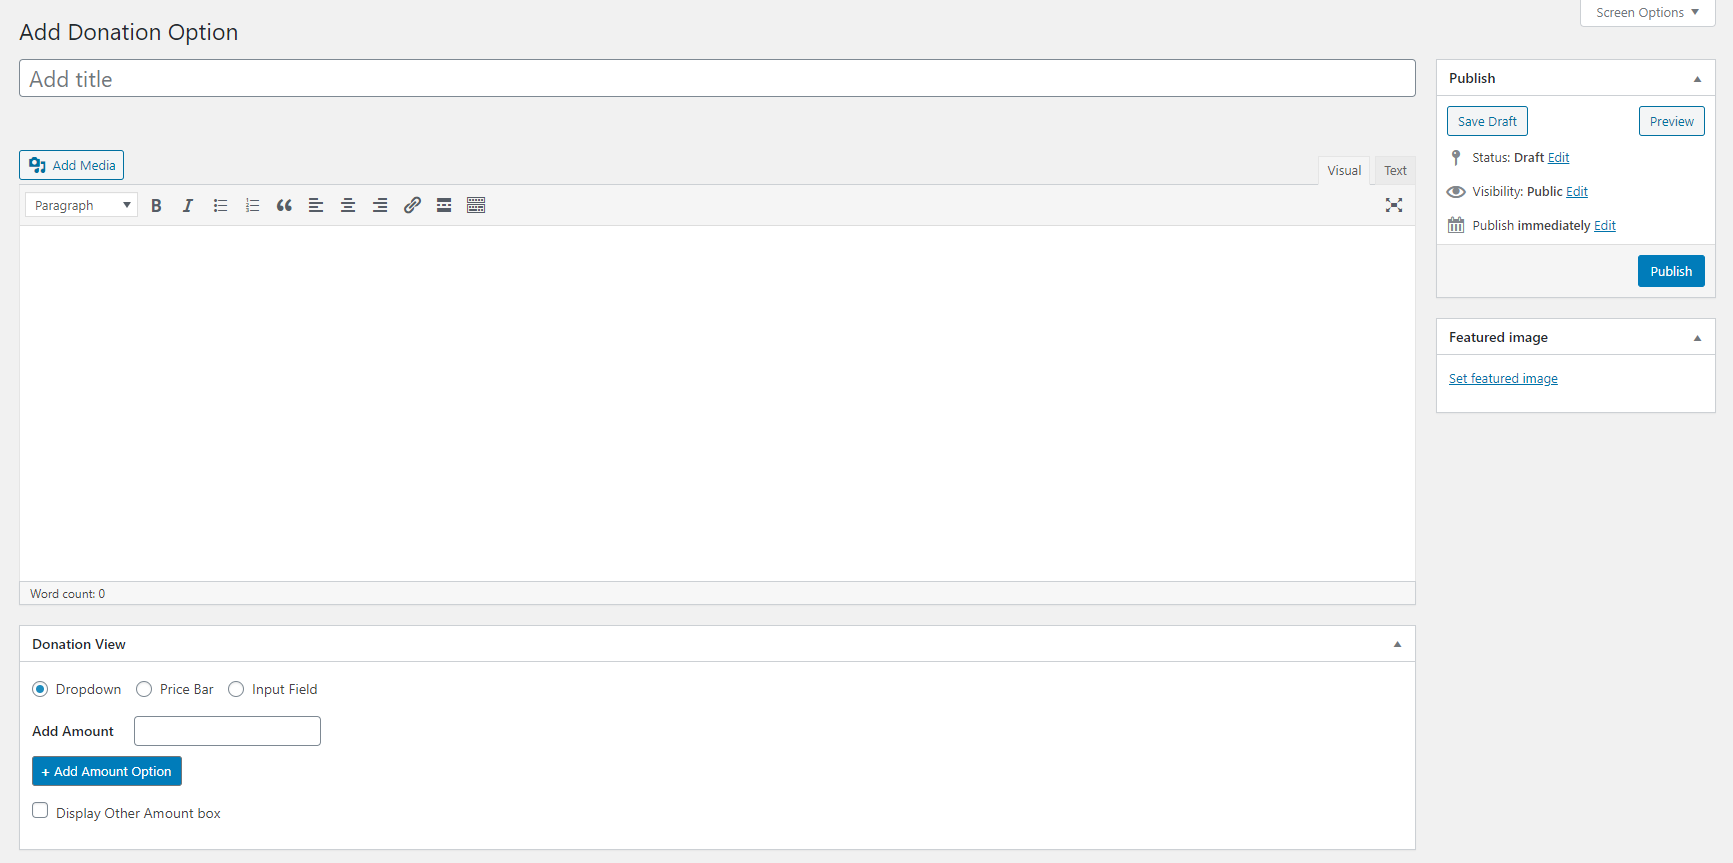 Screen Options
Add Donation Option
Add title
Add Media
Visual
Text
Paragraph
B
I
Word count: 0
Donation View
Dropdown
Price Bar
Input Field
Add Amount
+ Add Amount Option
Display Other Amount box
Publish
Save Draft
Preview
Status: Draft Edit
Visibility: Public Edit
Publish immediately Edit
Publish
Featured image
Set featured image